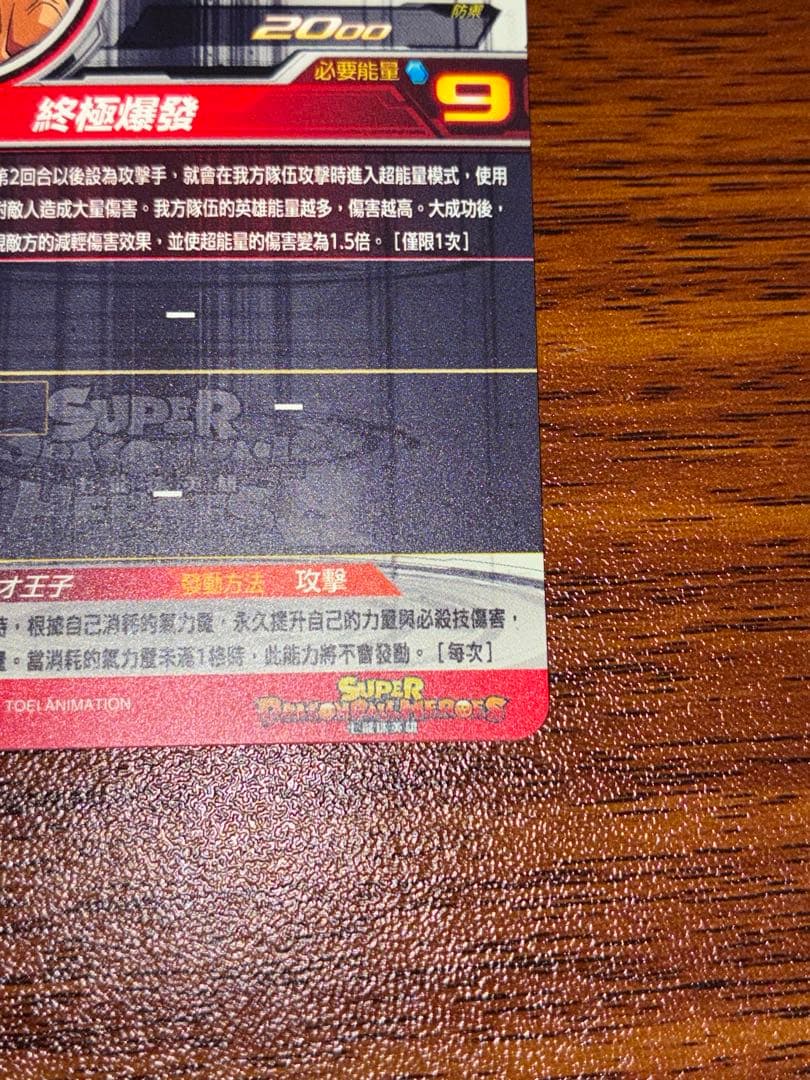 防禦
2000
必要能量
9
終極爆發
第2回合以後設為攻擊手，就會在我方隊伍攻擊時進入超能量模式，使用
對敵人造成大量傷害。我方隊伍的英雄能量越多，傷害越高。大成功後，
視敵方的減輕傷害效果，並使超能量的傷害變為1.5倍。［僅限1次］
—
—
SUPER
DRAGON BALL
HEROES
—
才王子 發動方法 攻擊
時，根據自己消耗的氣力量，永久提升自己的力量與必殺技傷害，
量。當消耗的氣力量未滿1格時，此能力將不會發動。［每次］
TOEI ANIMATION
SUPER
DRAGON BALL HEROES
七龍珠英雄